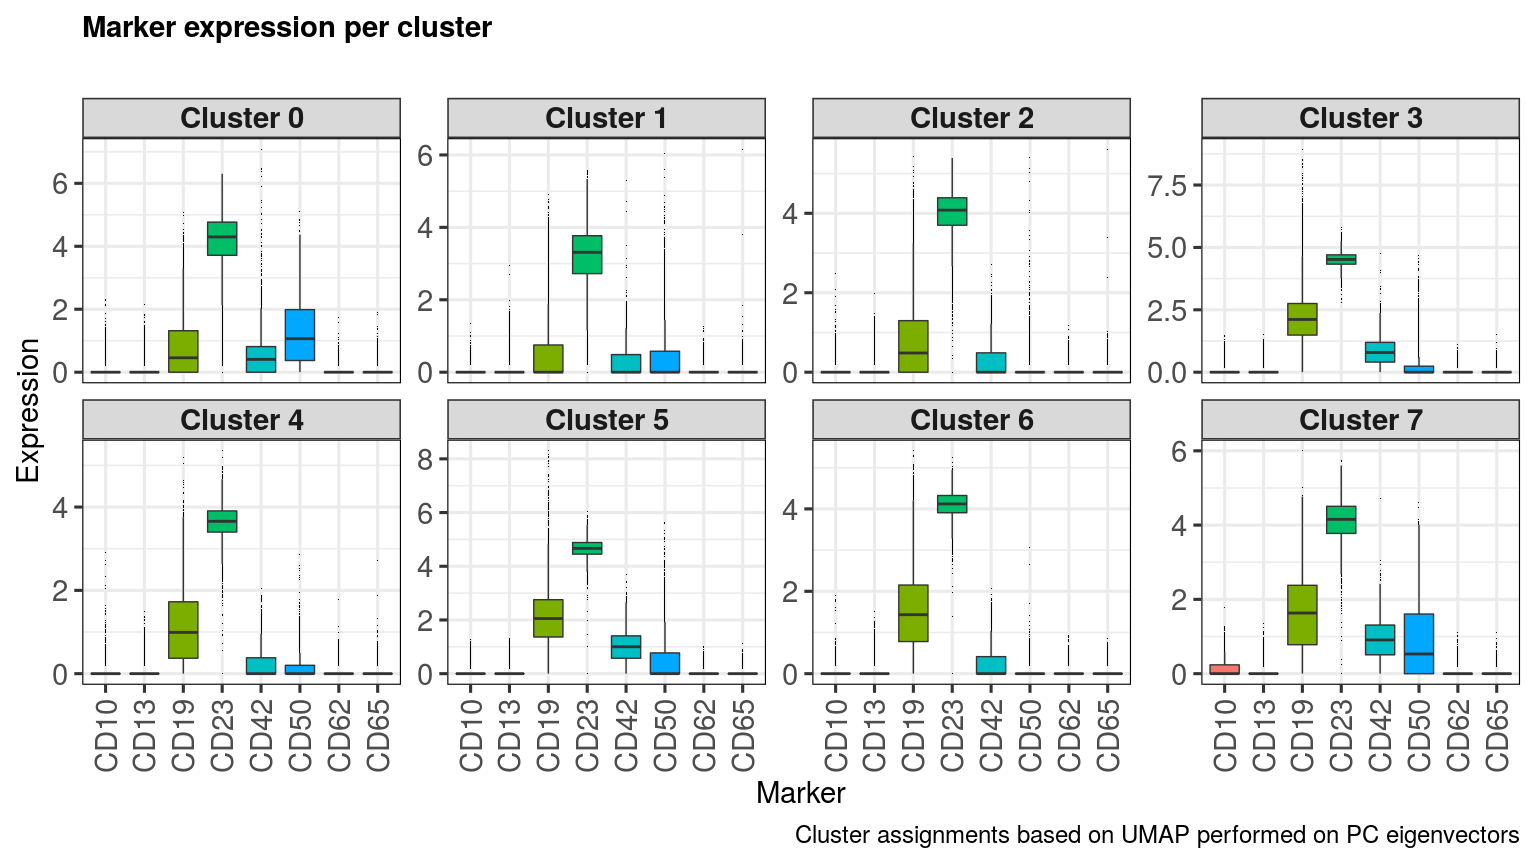 Marker expression per cluster
Cluster 0 Cluster 1 Cluster 2 Cluster 3
6 4 2 0
6 4 2 0
4 2 0
7.5 5.0 2.5 0.0
Expression
Cluster 4 Cluster 5 Cluster 6 Cluster 7
4 2 0
8 6 4 2 0
4 2 0
6 4 2 0
CD10 CD13 CD19 CD23 CD42 CD50 CD62 CD65
CD10 CD13 CD19 CD23 CD42 CD50 CD62 CD65
CD10 CD13 CD19 CD23 CD42 CD50 CD62 CD65
CD10 CD13 CD19 CD23 CD42 CD50 CD62 CD65
Marker
Cluster assignments based on UMAP performed on PC eigenvectors